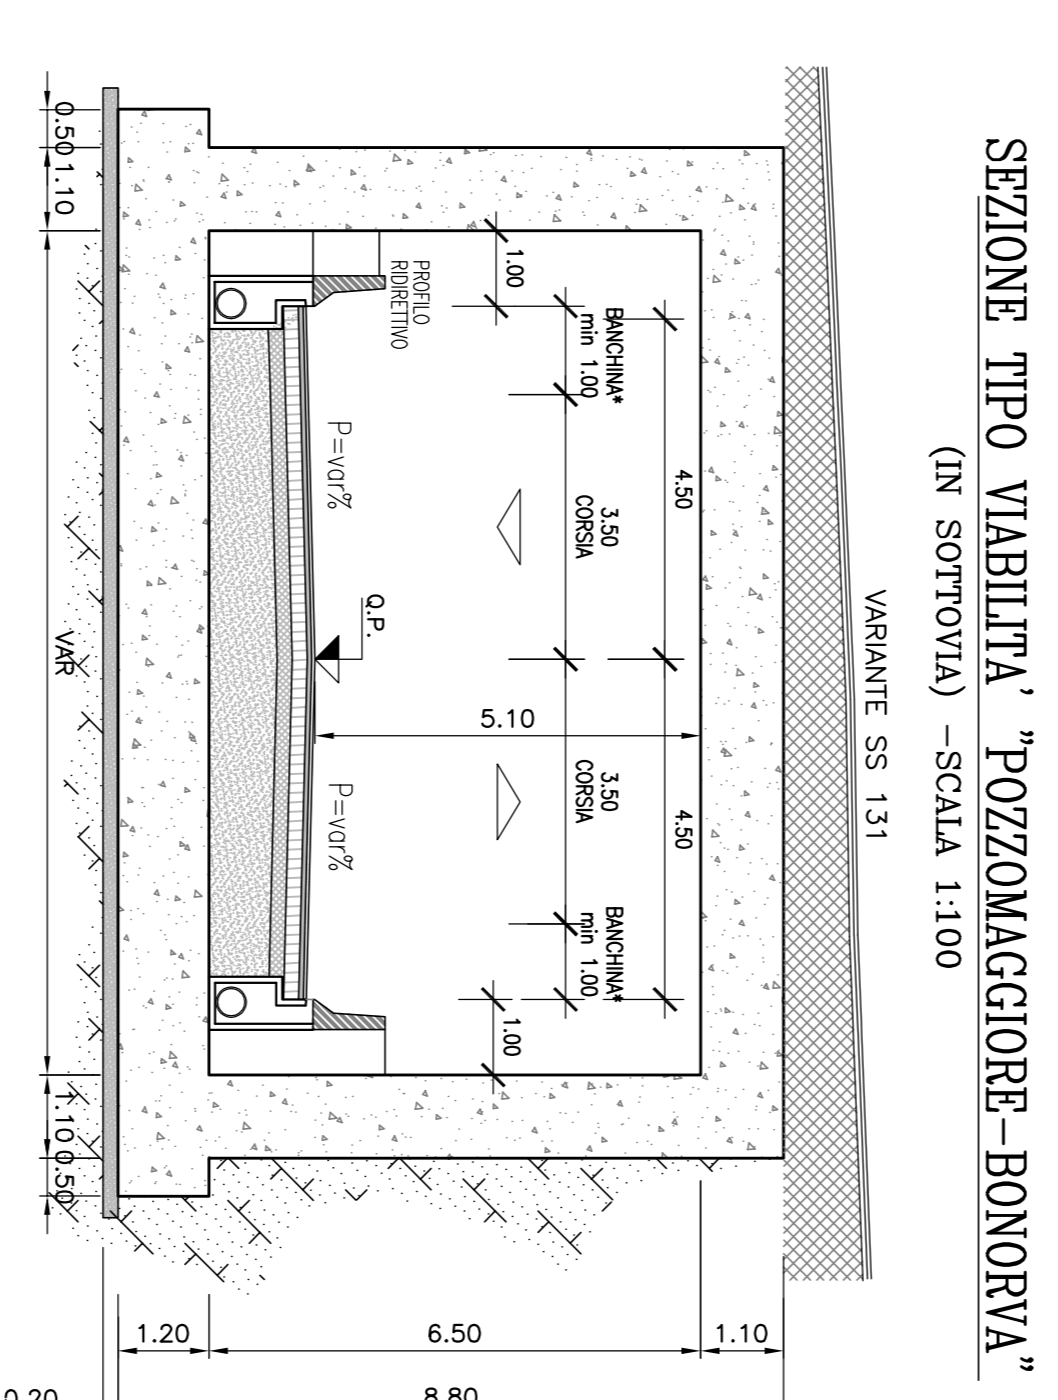 SEZIONE TIPO VIABILITA' "POZZOMAGGIORE-BONORVA"
(IN SOTTOVIA) -SCALA 1:100
VARIANTE SS 131
4.50
4.50
BANCHINA*
min 1.00
3.50
CORSIA
3.50
CORSIA
BANCHINA*
min 1.00
1.00
1.00
PROFILO
RIDIRETTIVO
5.10
Q.P.
P=var%
P=var%
0.50
1.10
VAR
1.10
0.50
1.10
6.50
1.20
8.80
0.20